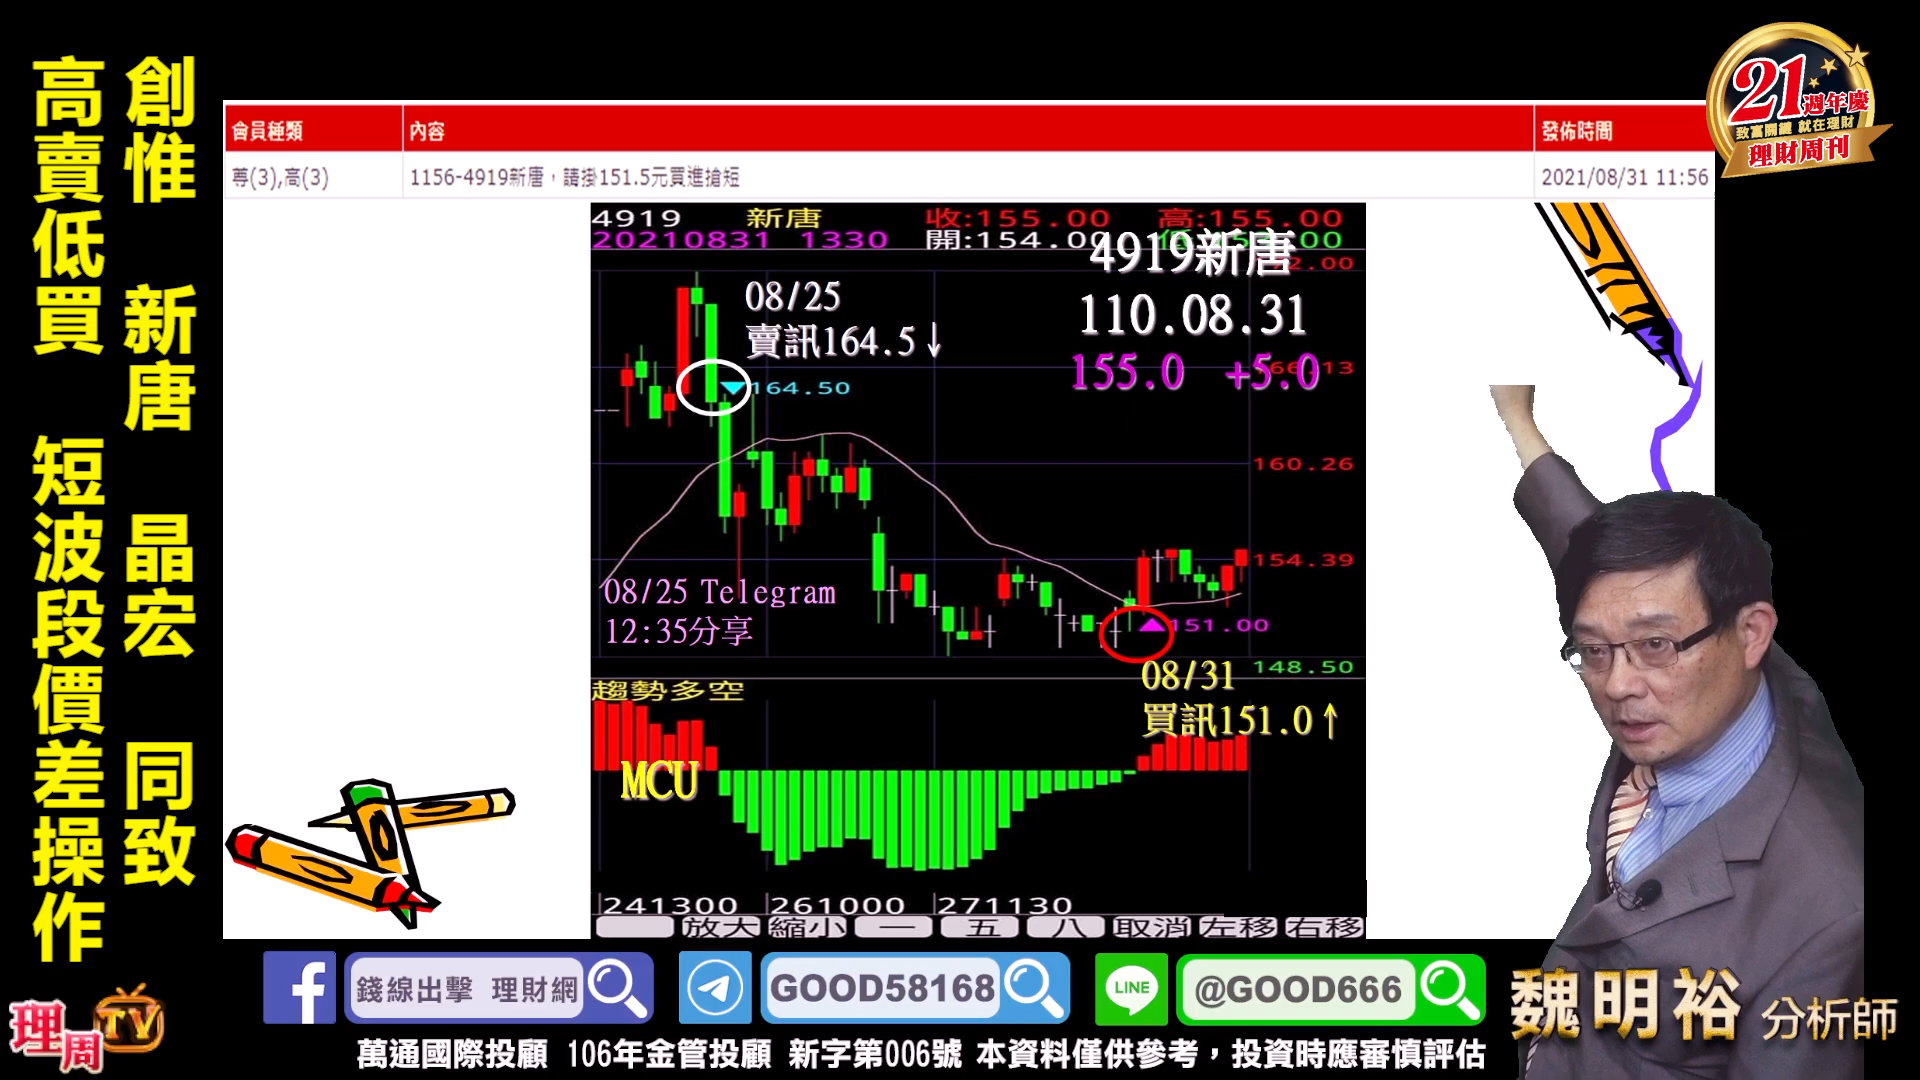 創惟 新唐 晶宏 同致
高賣低買 短波段價差操作
21週年慶
致富關鍵 就在理財
理財周刊
會員種類 內容 發佈時間
尊(3),高(3) 1156-4919新唐，請掛151.5元買進搶短 2021/08/31 11:56
4919 新唐 收:155.00 高:155.00
20210831 1330 開:154.00
4919新唐
110.08.31
155.0 +5.0
08/25
賣訊164.5↓
164.50
160.26
154.39
08/25 Telegram
12:35分享
151.00
148.50
08/31
買訊151.0↑
趨勢多空
MCU
241300 261000 271130
放大 縮小 一 五 八 取消 左移 右移
錢線出擊 理財網
GOOD58168
LINE
@GOOD666
魏明裕 分析師
理周TV
萬通國際投顧 106年金管投顧 新字第006號 本資料僅供參考，投資時應審慎評估